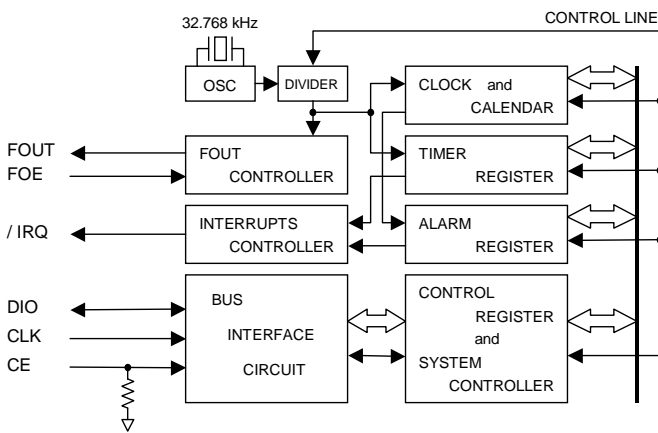 32.768 kHz
CONTROL LINE
OSC
DIVIDER
CLOCK and
CALENDAR
FOUT
FOE
FOUT
CONTROLLER
TIMER
REGISTER
/ IRQ
INTERRUPTS
CONTROLLER
ALARM
REGISTER
DIO
CLK
CE
BUS
INTERFACE
CIRCUIT
CONTROL
REGISTER
and
SYSTEM
CONTROLLER